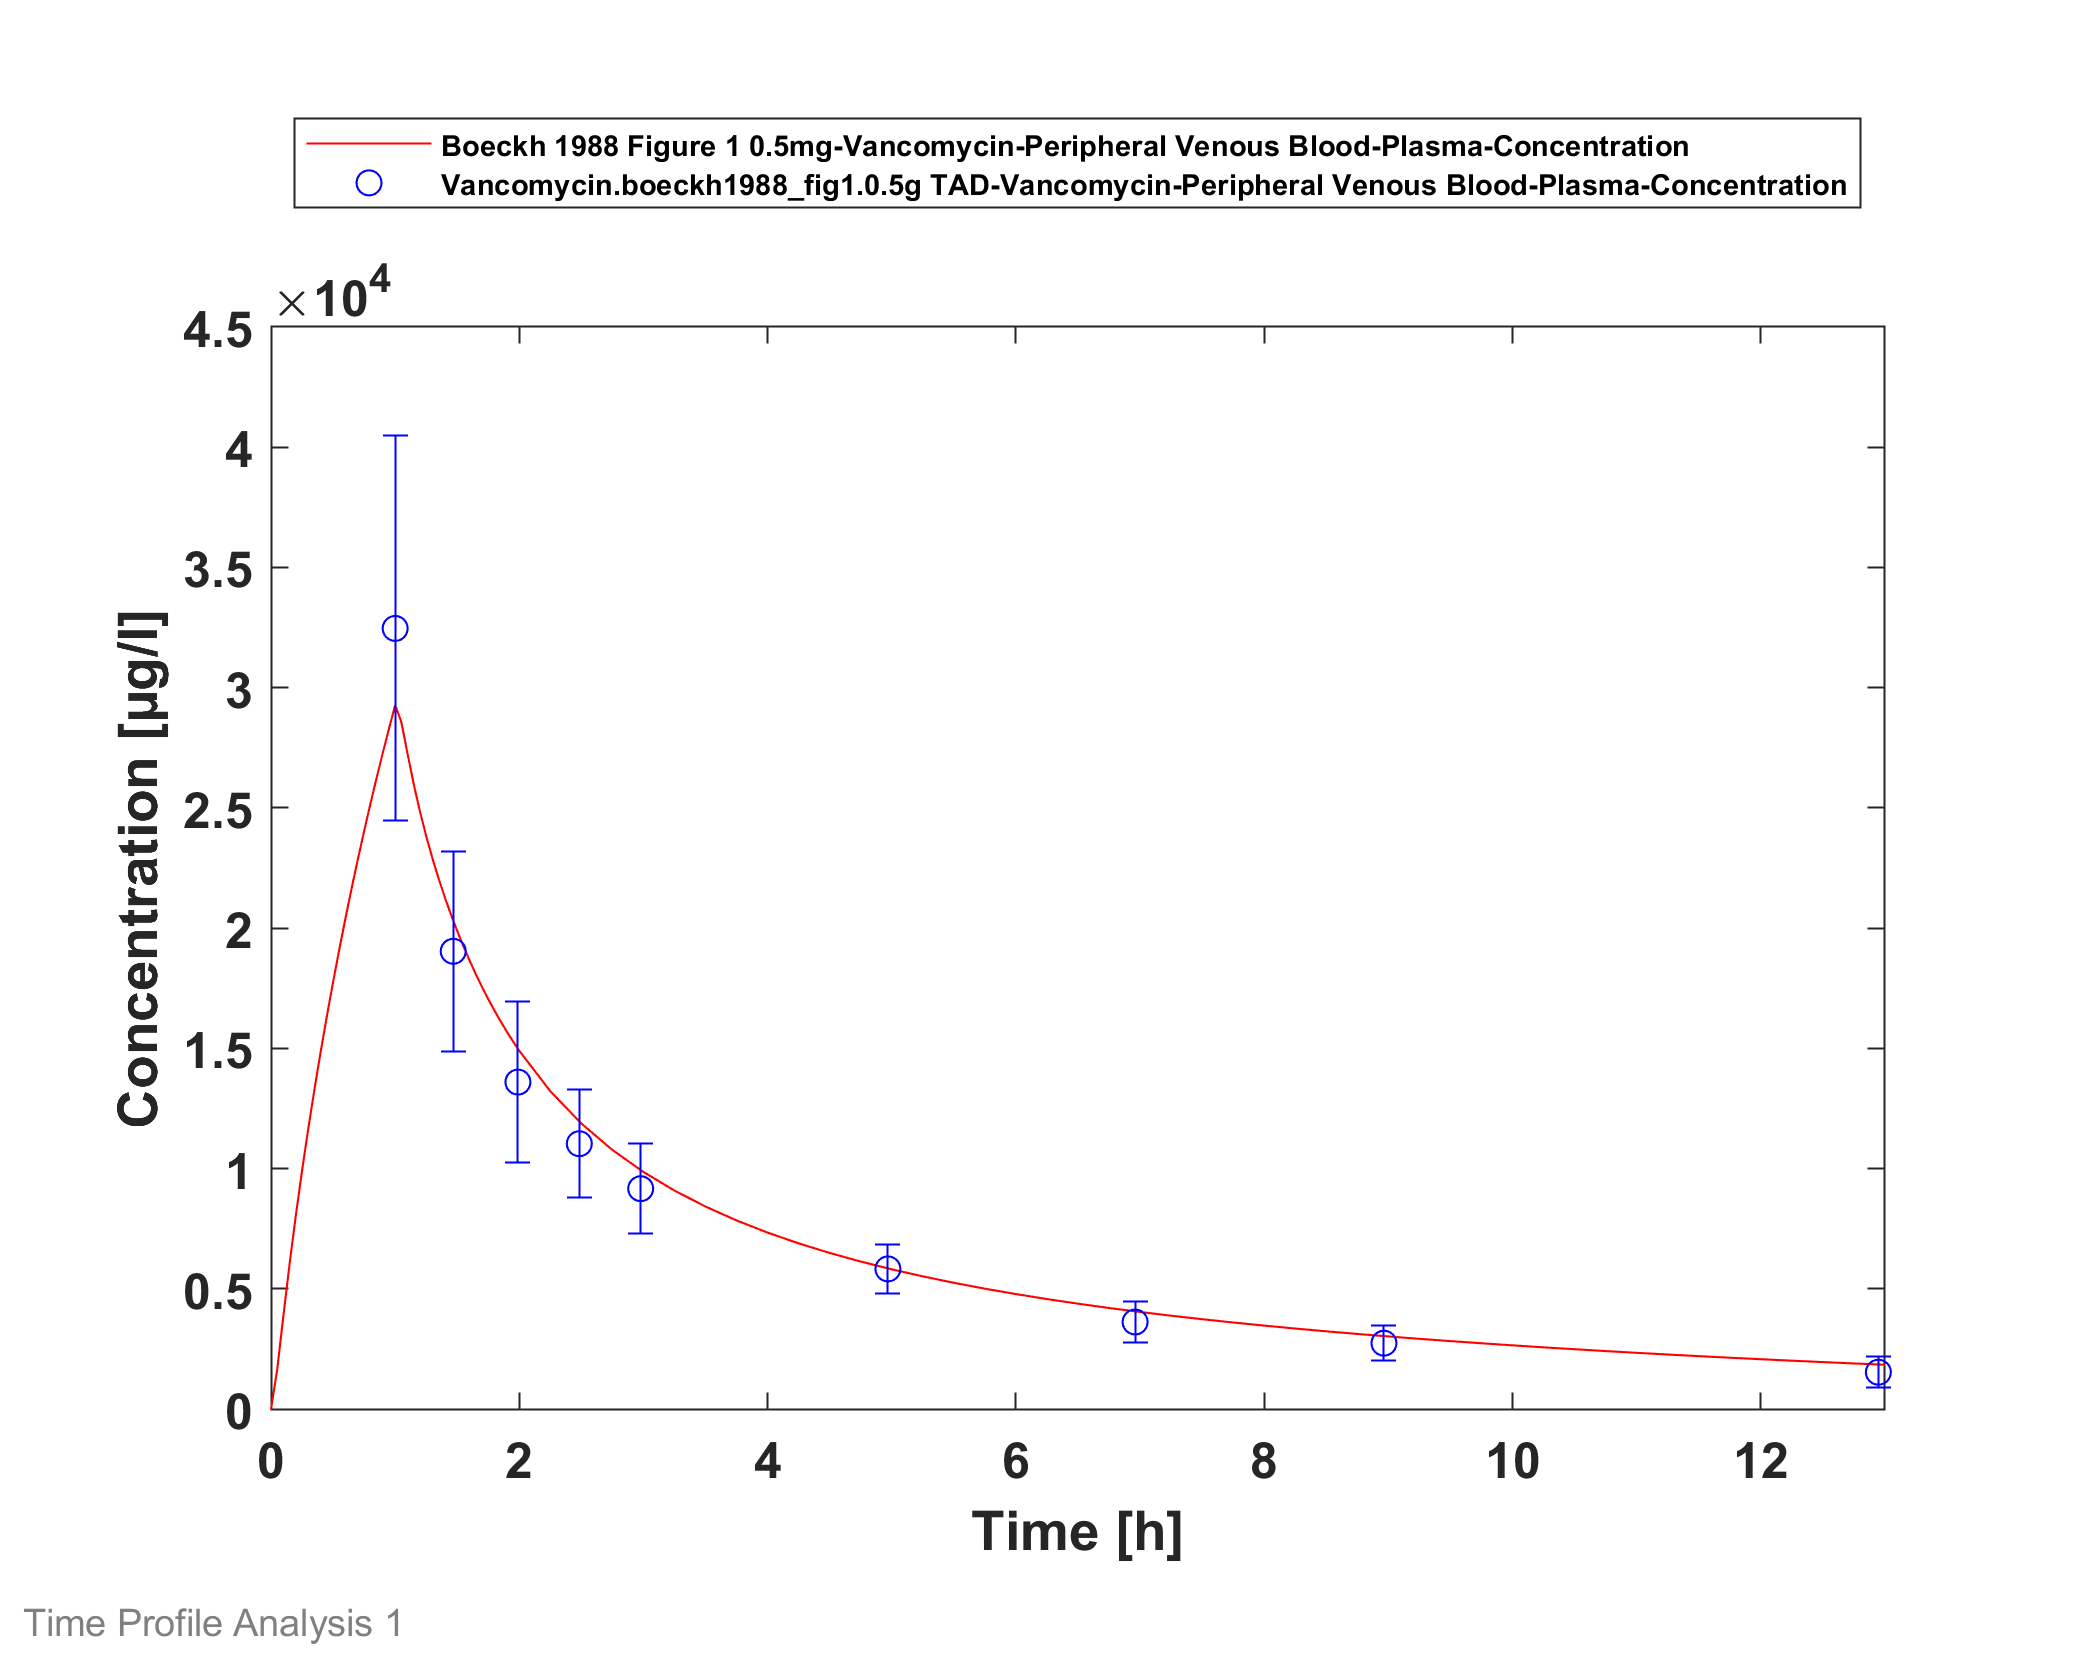 Boeckh 1988 Figure 1 0.5mg-Vancomycin-Peripheral Venous Blood-Plasma-Concentration
Vancomycin.boeckh1988_fig1.0.5g TAD-Vancomycin-Peripheral Venous Blood-Plasma-Concentration
×10^4
4.5
4
3.5
3
2.5
2
1.5
1
0.5
0
Concentration [µg/l]
0 2 4 6 8 10 12
Time [h]
Time Profile Analysis 1